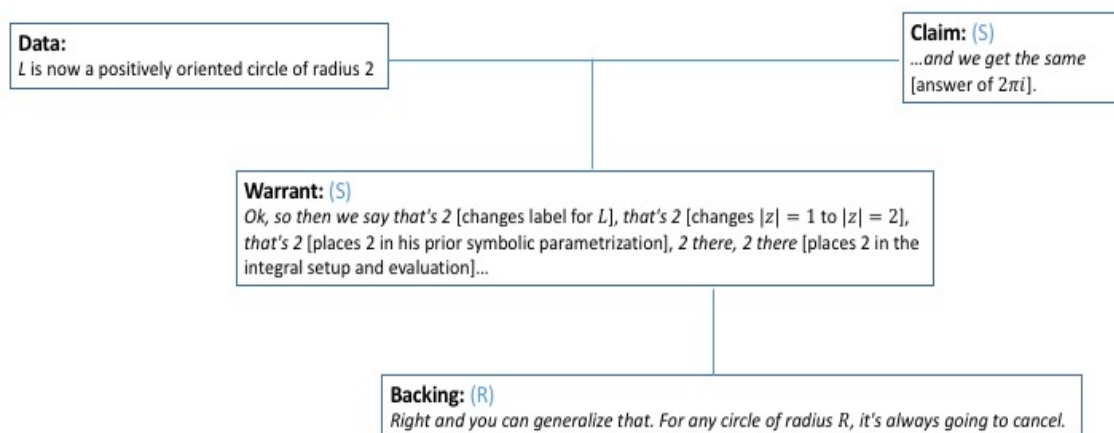 Data:
L is now a positively oriented circle of radius 2
Claim: (S)
...and we get the same
[answer of 2πi].
Warrant: (S)
Ok, so then we say that's 2 [changes label for L], that's 2 [changes |z| = 1 to |z| = 2],
that's 2 [places 2 in his prior symbolic parametrization], 2 there, 2 there [places 2 in the
integral setup and evaluation]...
Backing: (R)
Right and you can generalize that. For any circle of radius R, it's always going to cancel.